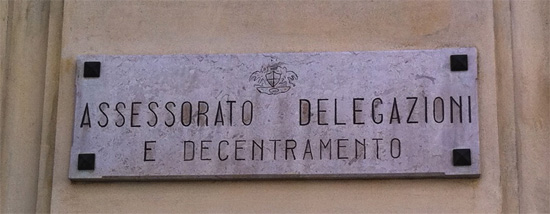 ASSESSORATO DELEGAZIONI
E DECENTRAMENTO